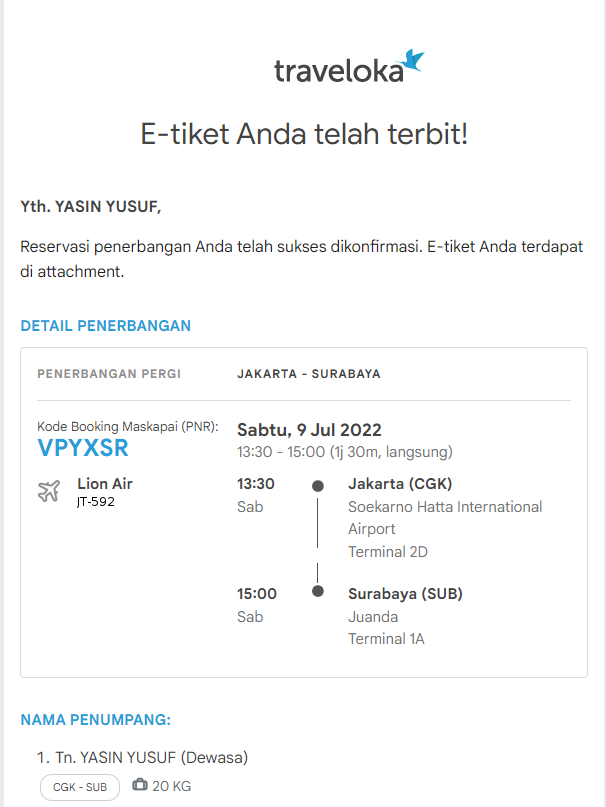 traveloka
E-tiket Anda telah terbit!
Yth. YASIN YUSUF,
Reservasi penerbangan Anda telah sukses dikonfirmasi. E-tiket Anda terdapat
di attachment.
DETAIL PENERBANGAN
PENERBANGAN PERGI
JAKARTA - SURABAYA
Kode Booking Maskapai (PNR):
VPYXSR
Lion Air
JT-592
Sabtu, 9 Jul 2022
13:30 - 15:00 (1j 30m, langsung)
13:30
Sab
Jakarta (CGK)
Soekarno Hatta International
Airport
Terminal 2D
15:00
Sab
Surabaya (SUB)
Juanda
Terminal 1A
NAMA PENUMPANG:
1. Tn. YASIN YUSUF (Dewasa)
CGK - SUB
20 KG